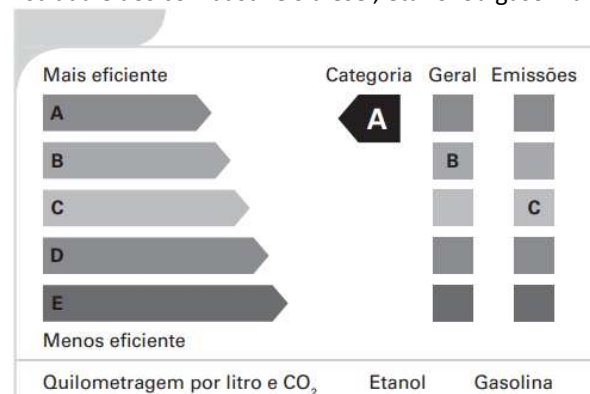 Mais eficiente Categoria Geral Emissões
A A
B B
C C
D
E
Menos eficiente
Quilometragem por litro e CO₂ Etanol Gasolina